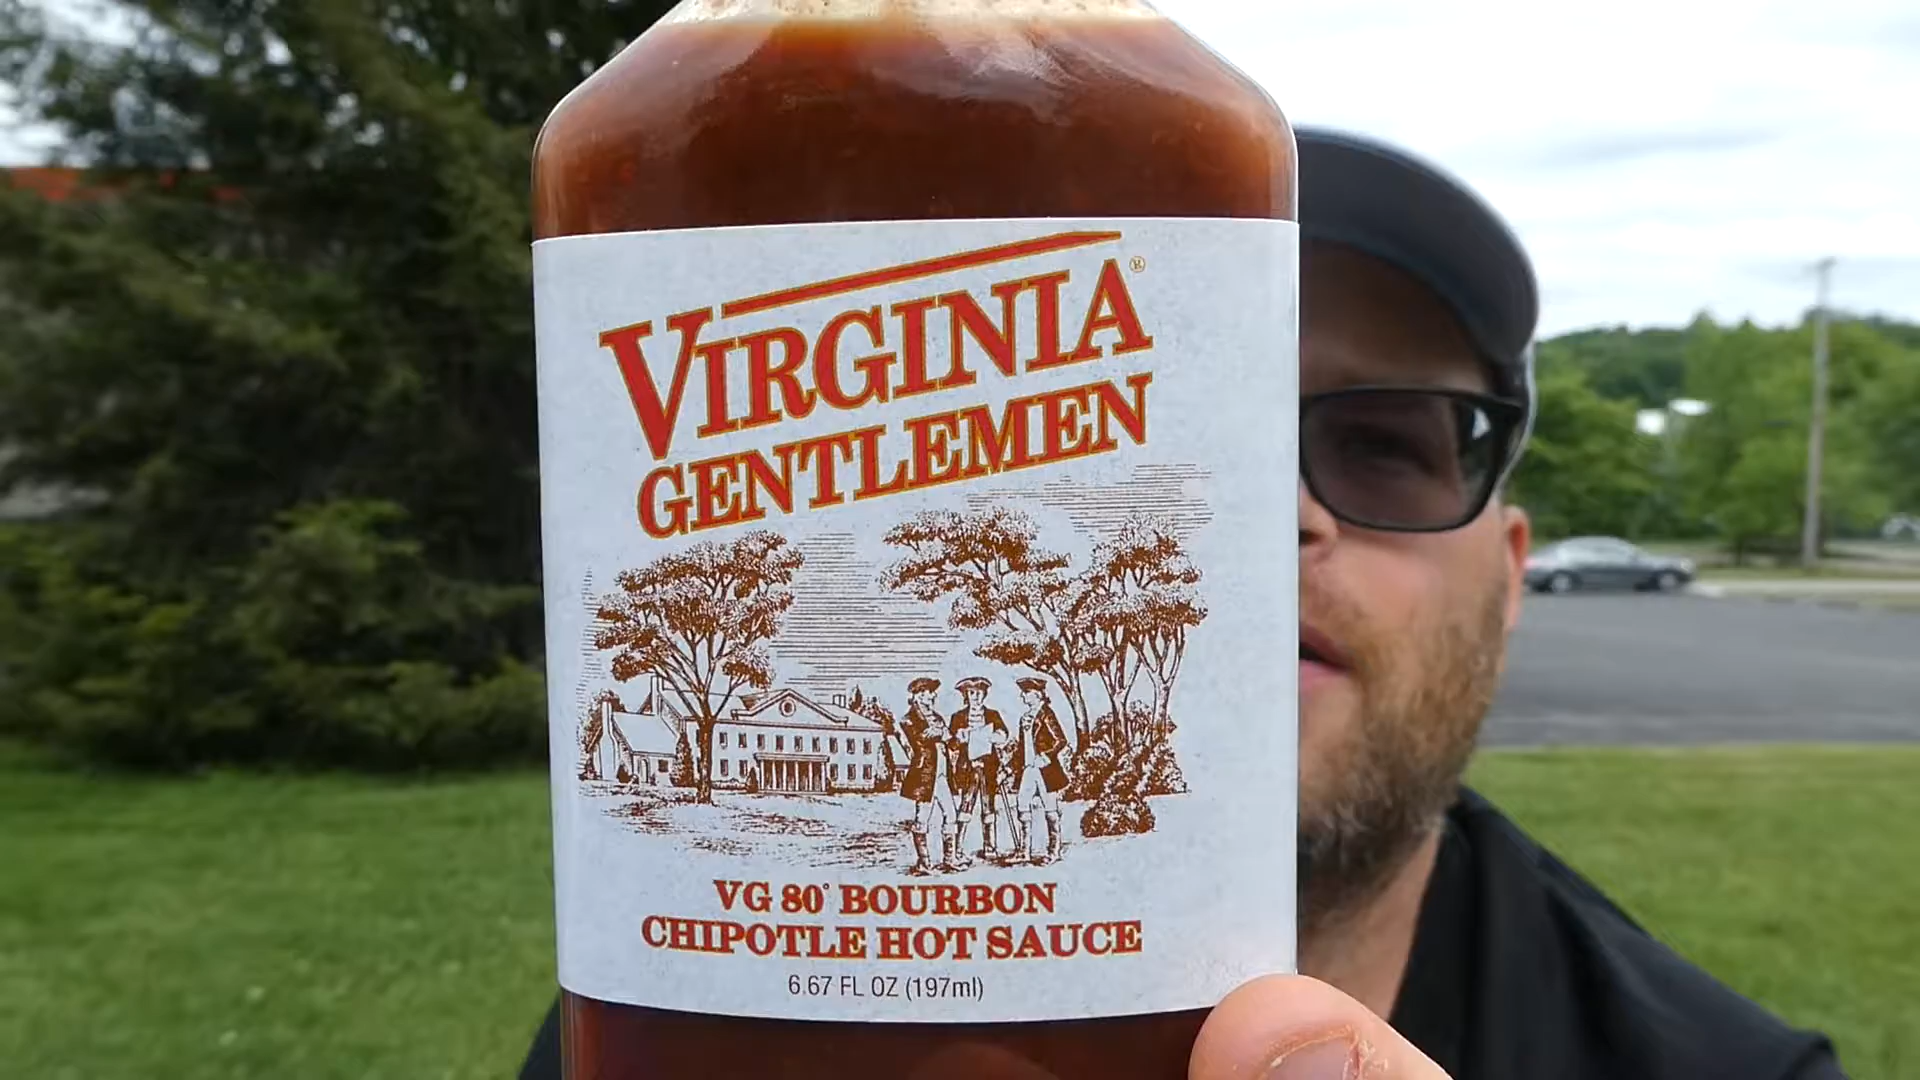 VIRGINIA®
GENTLEMEN
VG 80° BOURBON
CHIPOTLE HOT SAUCE
6.67 FL OZ (197ml)